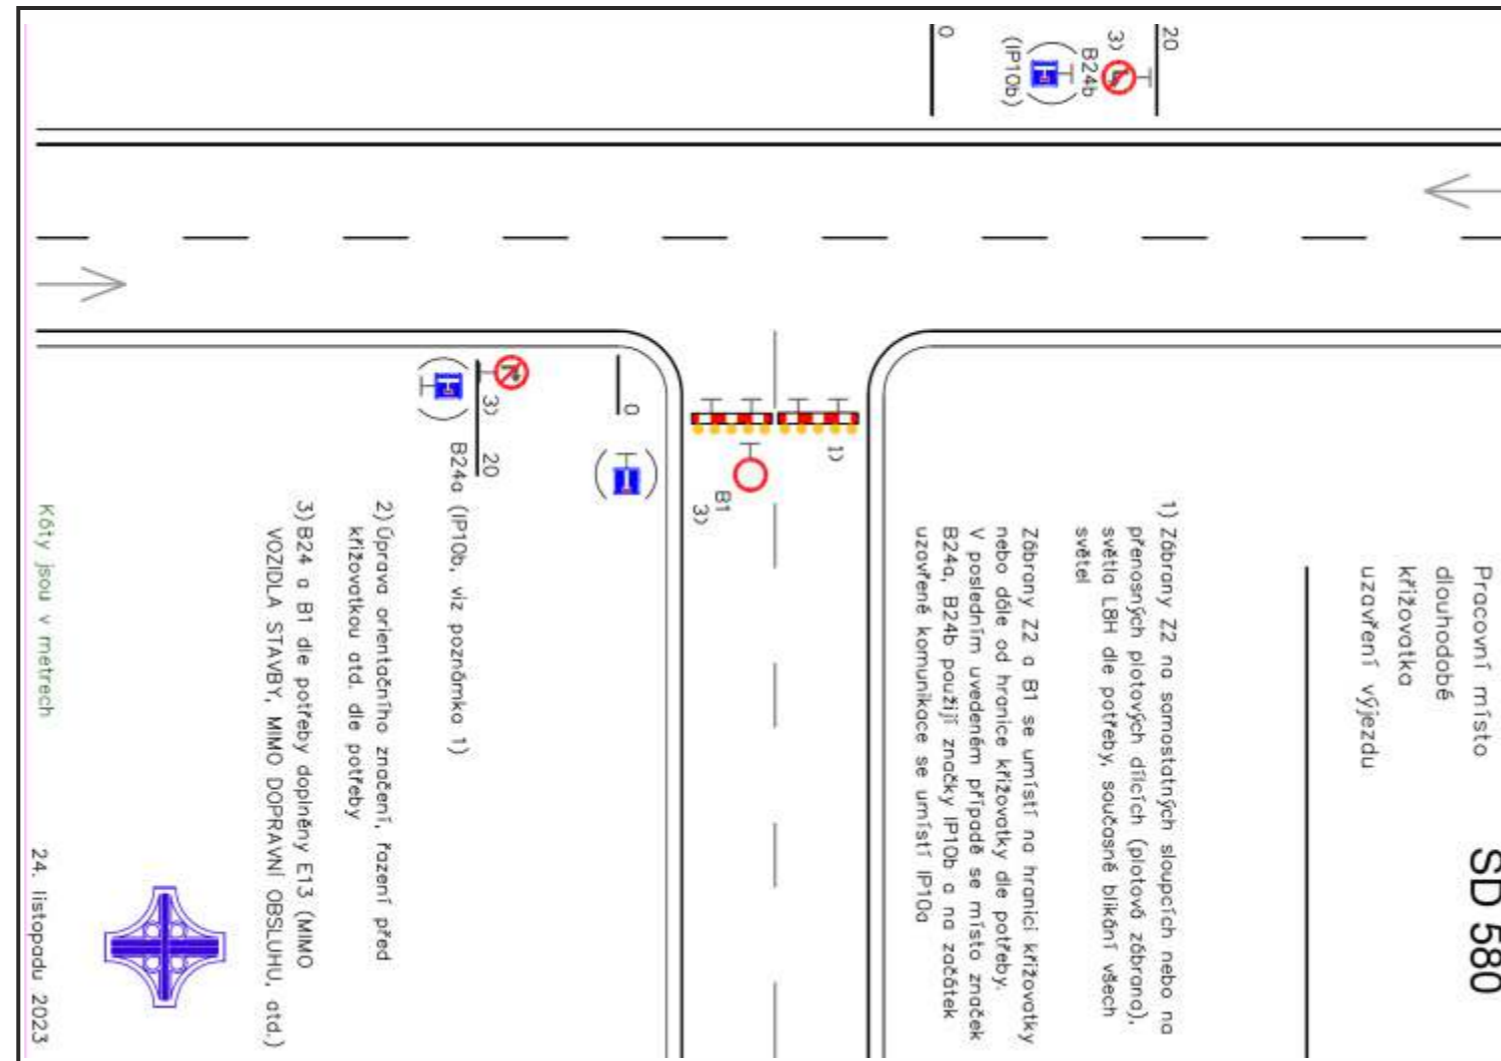 SD 580
Pracovní místo
dlouhodobé
křižovatka
uzavření výjezdu
1) Zábrany Z2 na samostatných sloupcích nebo na
přenosných plotových dílcích (plotová zábrana),
světla LBH dle potřeby, současné blikání všech
světel
Zábrany Z2 a B1 se umístí na hranici křižovatky
nebo dále od hranice křižovatky dle potřeby.
V posledním uvedeném případě se místo značek
B24a, B24b použijí značky IP10b a na začátek
uzavřené komunikace se umístí IP10a
20
3)
B24b
(IP10b)
0
1)
B1
3)
0
3)
20
B24a (IP10b, viz poznámka 1)
2) Úprava orientačního značení, řazení před
křižovatkou atd. dle potřeby
3) B24 a B1 dle potřeby doplněny E13 (MIMO
VOZIDLA STAVBY, MIMO DOPRAVNÍ OBSLUHU, atd.)
Kóty jsou v metrech
24. listopadu 2023